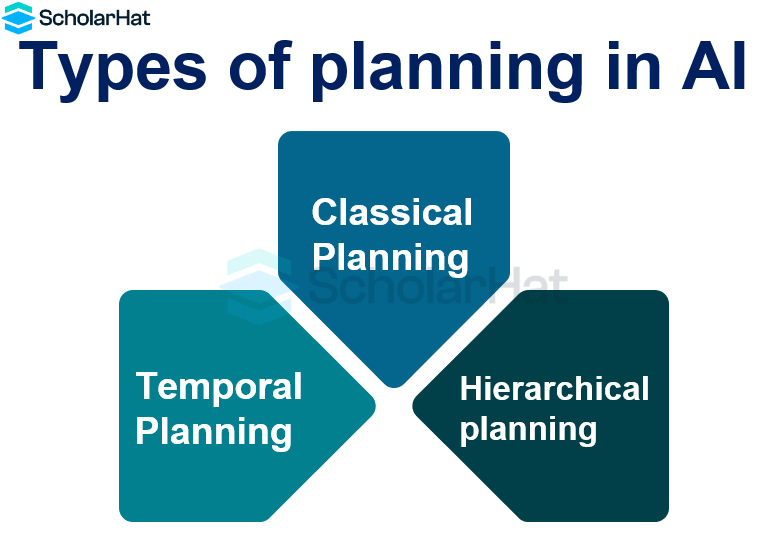 ScholarHat
Types of planning in AI
Classical
Planning
ScholarHat
Temporal
Planning
Hierarchical
planning